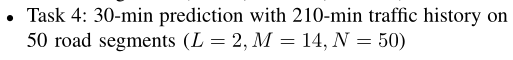 • Task 4: 30-min prediction with 210-min traffic history on
50 road segments (L = 2, M = 14, N = 50)